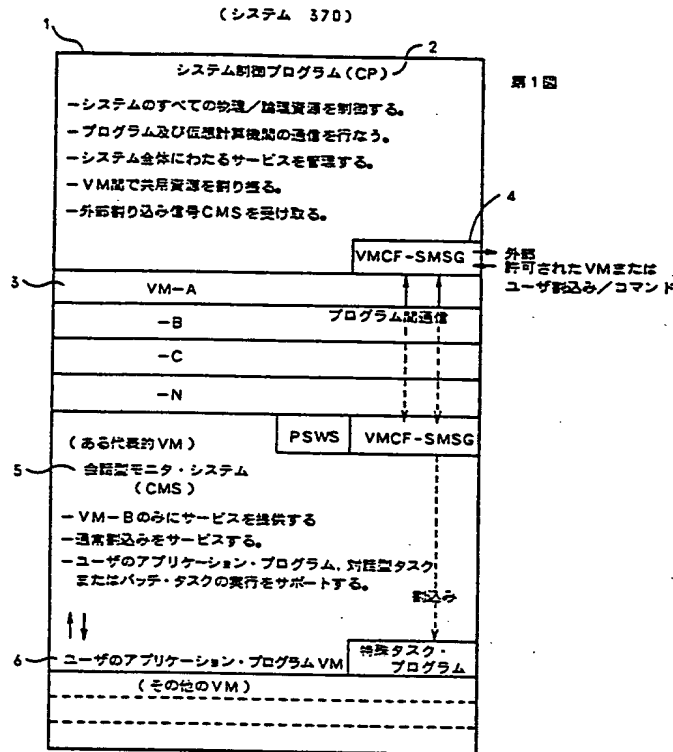 (システム 370)
1
システム制御プログラム(CP)
2
第1図
-システムのすべての物理/論理資源を制御する。
-プログラム及び仮想計算機間の通信を行なう。
-システム全体にわたるサービスを管理する。
-VM間で共用資源を割り振る。
-外部割り込み信号CMSを受け取る。
4
VMCF-SMSG
外部
許可されたVMまたは
ユーザ割込み/コマンド
3
VM-A
プログラム間通信
-B
-C
-N
PSWS
VMCF-SMSG
(ある代表的VM)
5
会話型モニタ・システム
(CMS)
-VM-Bのみにサービスを提供する
-通常割込みをサービスする。
-ユーザのアプリケーション・プログラム,対話型タスク
またはバッチ・タスクの実行をサポートする。
割込み
6
ユーザのアプリケーション・プログラムVM
特殊タスク・
プログラム
(その他のVM)